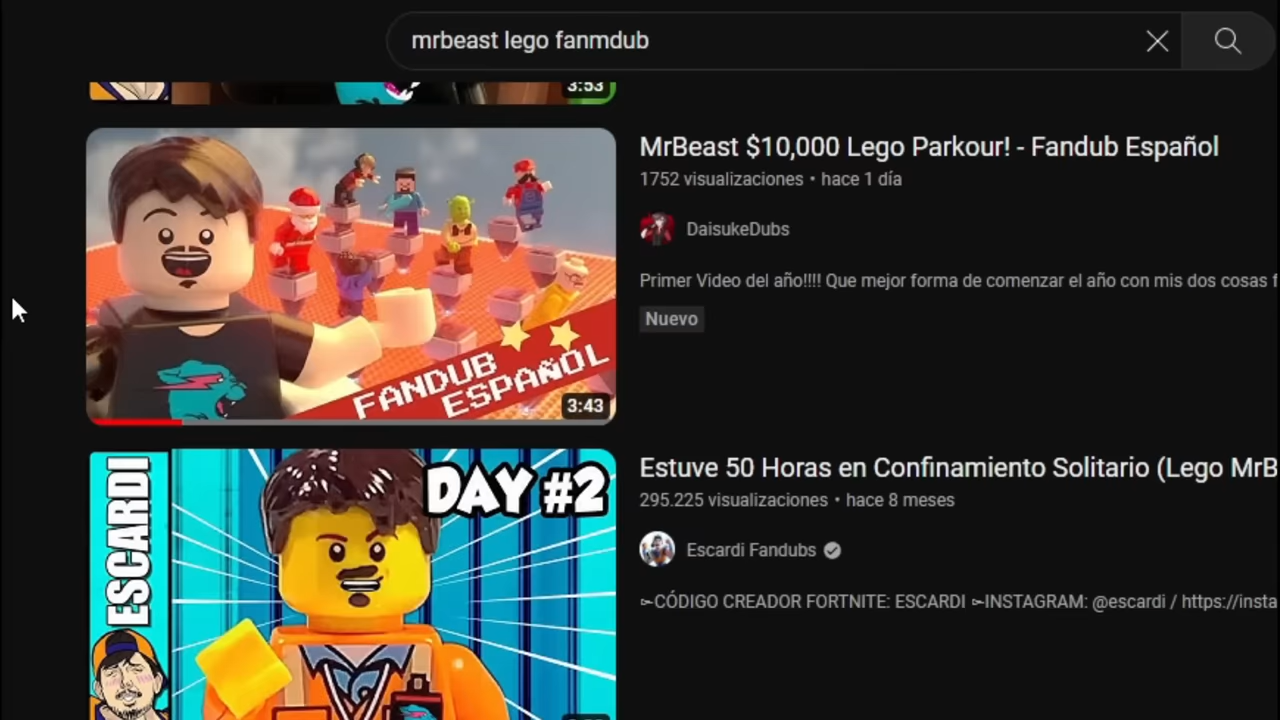 mrbeast lego fanmdub
3:53
MrBeast $10,000 Lego Parkour! - Fandub Español
1752 visualizaciones • hace 1 día
DaisukeDubs
Primer Video del año!!!! Que mejor forma de comenzar el año con mis dos cosas
Nuevo
FANDUB
ESPAÑOL
3:43
ESCARDI
DAY #2
Estuve 50 Horas en Confinamiento Solitario (Lego MrB
295.225 visualizaciones • hace 8 meses
Escardi Fandubs
⌲CÓDIGO CREADOR FORTNITE: ESCARDI ⌲INSTAGRAM: @escardi / https://insta